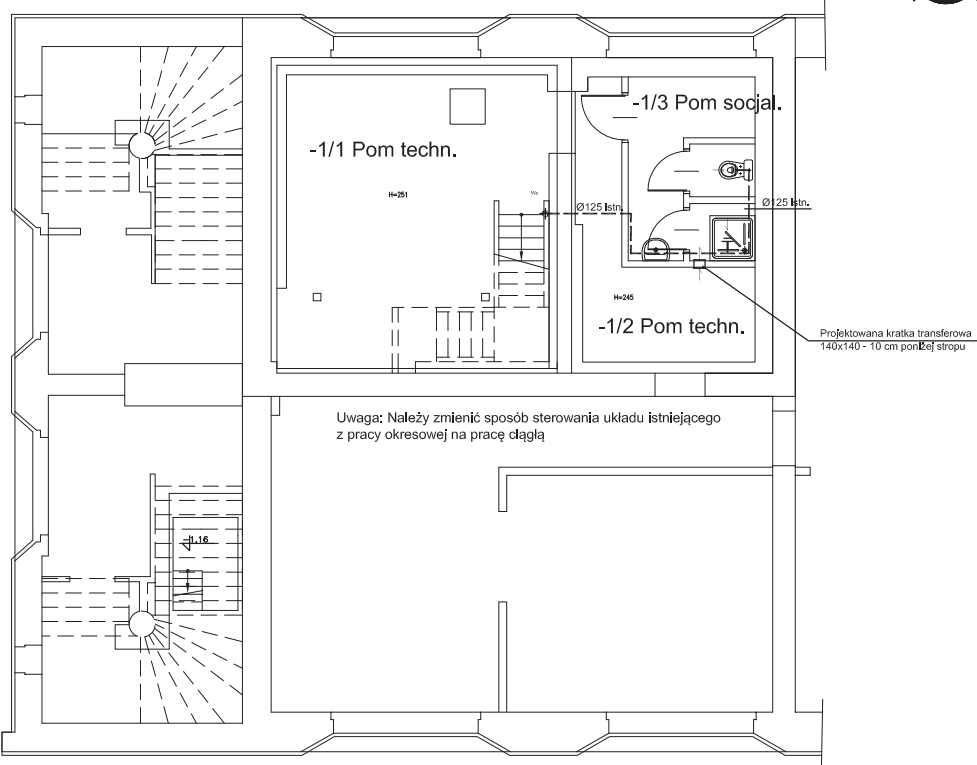 -1/3 Pom socjal.
-1/1 Pom techn.
H=251
Ws
Ø125 Istn.
Ø125 Istn.
H=245
-1/2 Pom techn.
Projektowana kratka transferowa
140x140 - 10 cm poniżej stropu
Uwaga: Należy zmienić sposób sterowania układu istniejącego
z pracy okresowej na pracę ciągłą
-1.16